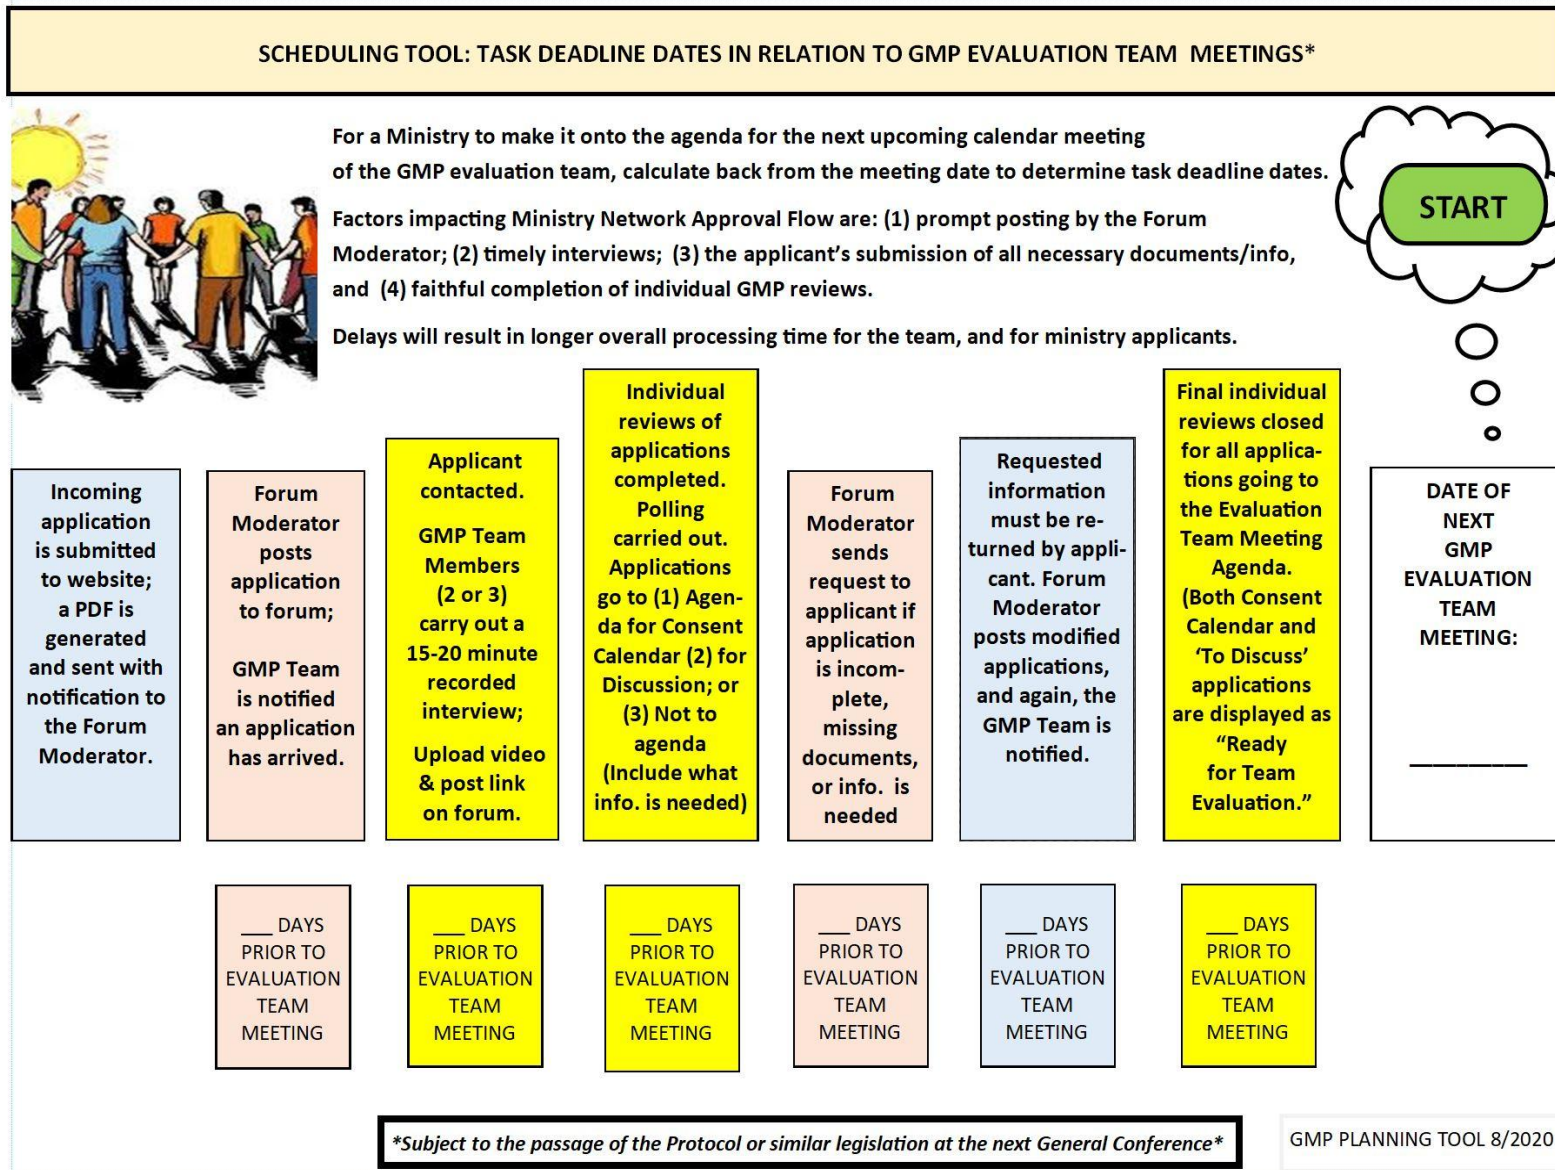 SCHEDULING TOOL: TASK DEADLINE DATES IN RELATION TO GMP EVALUATION TEAM MEETINGS*
For a Ministry to make it onto the agenda for the next upcoming calendar meeting
of the GMP evaluation team, calculate back from the meeting date to determine task deadline dates.
Factors impacting Ministry Network Approval Flow are: (1) prompt posting by the Forum
Moderator; (2) timely interviews; (3) the applicant's submission of all necessary documents/info,
and (4) faithful completion of individual GMP reviews.
Delays will result in longer overall processing time for the team, and for ministry applicants.
START
Incoming
application
is submitted
to website;
a PDF is
generated
and sent with
notification to
the Forum
Moderator.
Forum
Moderator
posts
application
to forum;
GMP Team
is notified
an application
has arrived.
Applicant
contacted.
GMP Team
Members
(2 or 3)
carry out a
15-20 minute
recorded
interview;
Upload video
& post link
on forum.
Individual
reviews of
applications
completed.
Polling
carried out.
Applications
go to (1) Agen-
da for Consent
Calendar (2) for
Discussion; or
(3) Not to
agenda
(Include what
info. is needed)
Forum
Moderator
sends
request to
applicant if
application
is incom-
plete,
missing
documents,
or info. is
needed
Requested
information
must be re-
turned by appli-
cant. Forum
Moderator
posts modified
applications,
and again, the
GMP Team is
notified.
Final individual
reviews closed
for all applica-
tions going to
the Evaluation
Team Meeting
Agenda.
(Both Consent
Calendar and
'To Discuss'
applications
are displayed as
"Ready
for Team
Evaluation."
DATE OF
NEXT
GMP
EVALUATION
TEAM
MEETING:
__________
___ DAYS
PRIOR TO
EVALUATION
TEAM
MEETING
___ DAYS
PRIOR TO
EVALUATION
TEAM
MEETING
___ DAYS
PRIOR TO
EVALUATION
TEAM
MEETING
___ DAYS
PRIOR TO
EVALUATION
TEAM
MEETING
___ DAYS
PRIOR TO
EVALUATION
TEAM
MEETING
___ DAYS
PRIOR TO
EVALUATION
TEAM
MEETING
*Subject to the passage of the Protocol or similar legislation at the next General Conference*
GMP PLANNING TOOL 8/2020